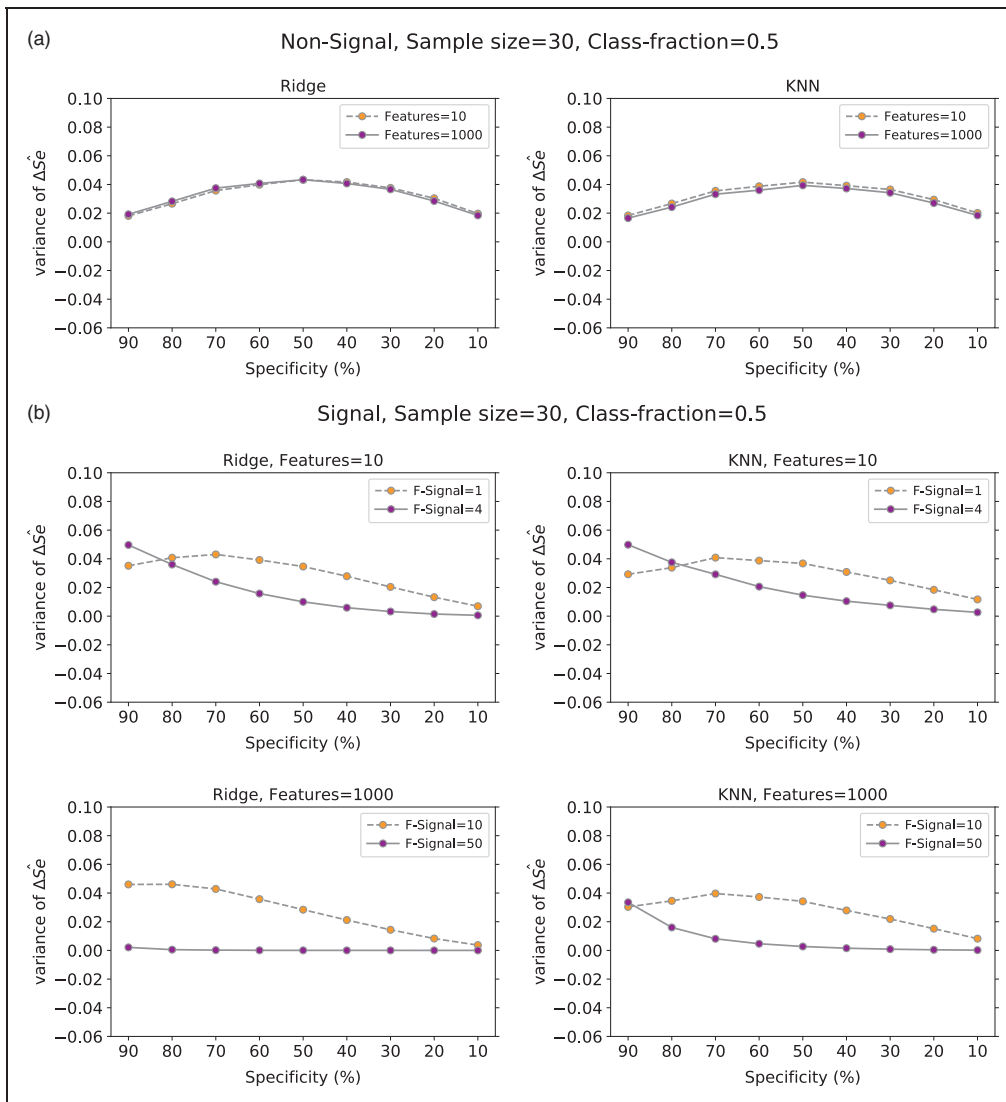 (a)
Non-Signal, Sample size=30, Class-fraction=0.5
Ridge
variance of ΔSê
0.10
0.08
0.06
0.04
0.02
0.00
−0.02
−0.04
−0.06
Features=10
Features=1000
90 80 70 60 50 40 30 20 10
Specificity (%)
KNN
variance of ΔSê
0.10
0.08
0.06
0.04
0.02
0.00
−0.02
−0.04
−0.06
Features=10
Features=1000
90 80 70 60 50 40 30 20 10
Specificity (%)
(b)
Signal, Sample size=30, Class-fraction=0.5
Ridge, Features=10
variance of ΔSê
0.10
0.08
0.06
0.04
0.02
0.00
−0.02
−0.04
−0.06
F-Signal=1
F-Signal=4
90 80 70 60 50 40 30 20 10
Specificity (%)
KNN, Features=10
variance of ΔSê
0.10
0.08
0.06
0.04
0.02
0.00
−0.02
−0.04
−0.06
F-Signal=1
F-Signal=4
90 80 70 60 50 40 30 20 10
Specificity (%)
Ridge, Features=1000
variance of ΔSê
0.10
0.08
0.06
0.04
0.02
0.00
−0.02
−0.04
−0.06
F-Signal=10
F-Signal=50
90 80 70 60 50 40 30 20 10
Specificity (%)
KNN, Features=1000
variance of ΔSê
0.10
0.08
0.06
0.04
0.02
0.00
−0.02
−0.04
−0.06
F-Signal=10
F-Signal=50
90 80 70 60 50 40 30 20 10
Specificity (%)